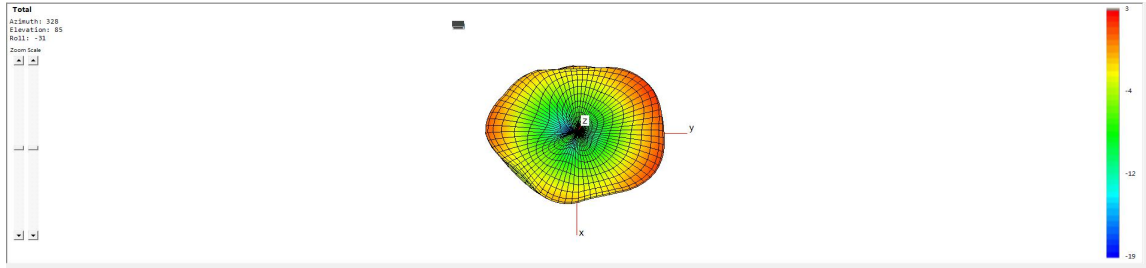 Total
Azimuth: 328
Elevation: 85
Roll: -31
Zoom Scale
z
y
x
3
-4
-12
-19